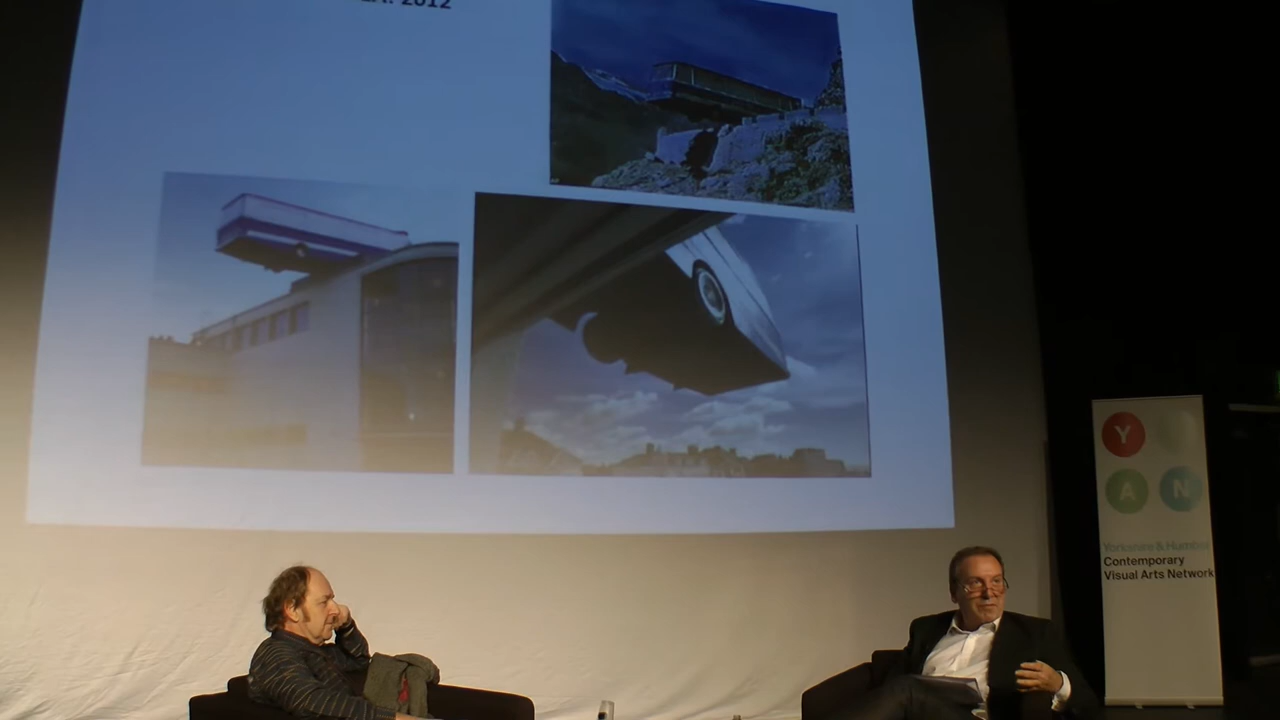 2012
Y
A N
Yorkshire & Humber
Contemporary
Visual Arts Network